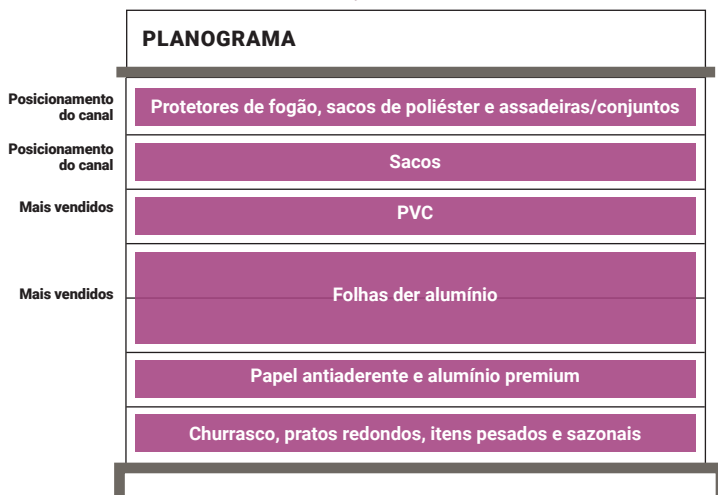 PLANOGRAMA
Posicionamento
do canal
Protetores de fogão, sacos de poliéster e assadeiras/conjuntos
Posicionamento
do canal
Sacos
Mais vendidos
PVC
Mais vendidos
Folhas der alumínio
Papel antiaderente e alumínio premium
Churrasco, pratos redondos, itens pesados e sazonais